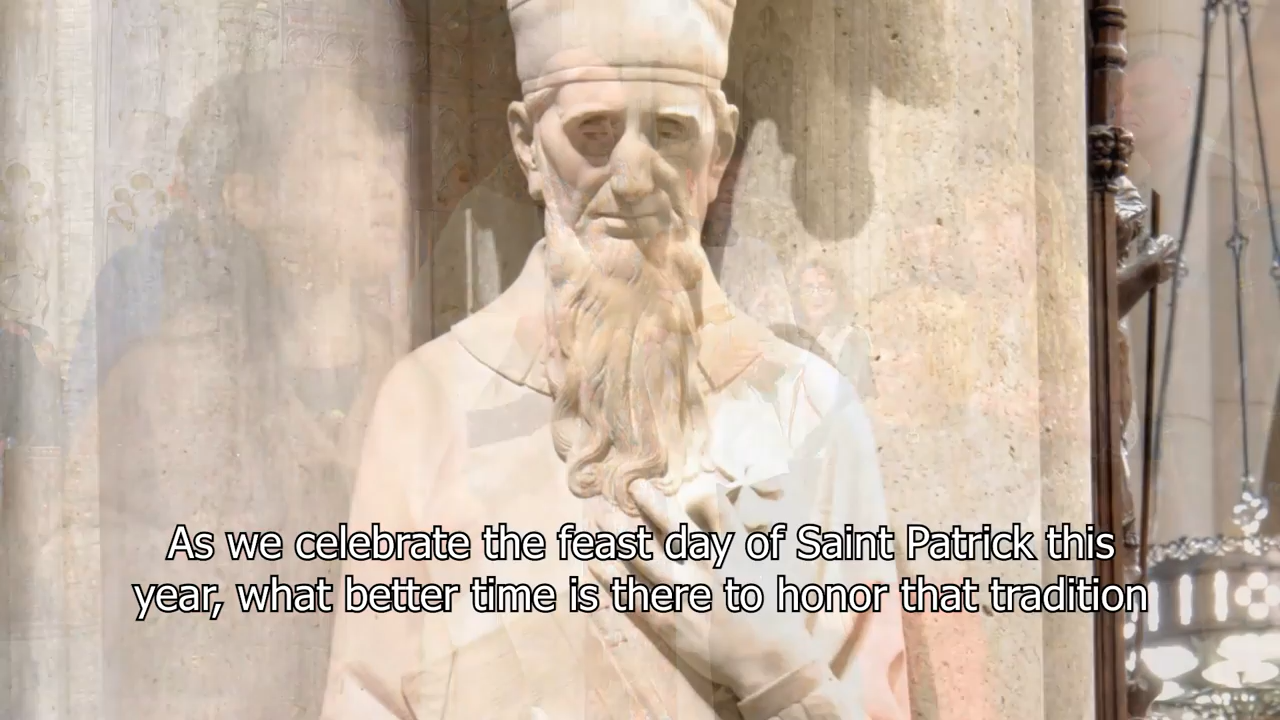 As we celebrate the feast day of Saint Patrick this
year, what better time is there to honor that tradition